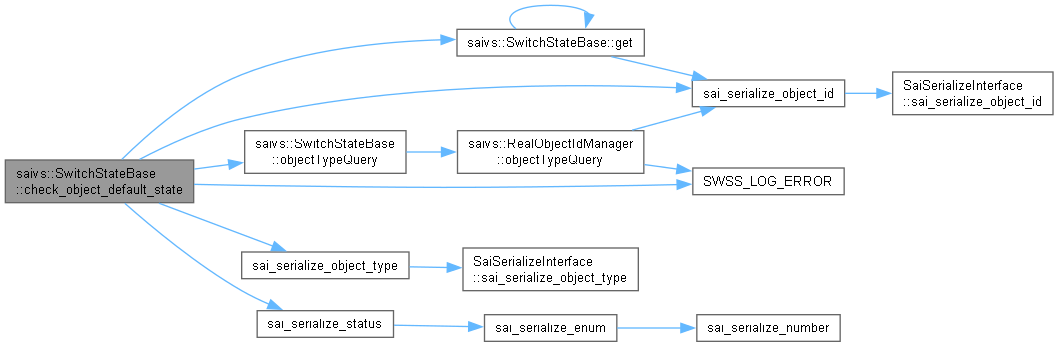 saivs::SwitchStateBase::get
sai_serialize_object_id
SaiSerializeInterface
::sai_serialize_object_id
saivs::SwitchStateBase
::objectTypeQuery
saivs::RealObjectIdManager
::objectTypeQuery
saivs::SwitchStateBase
::check_object_default_state
SWSS_LOG_ERROR
sai_serialize_object_type
SaiSerializeInterface
::sai_serialize_object_type
sai_serialize_status
sai_serialize_enum
sai_serialize_number